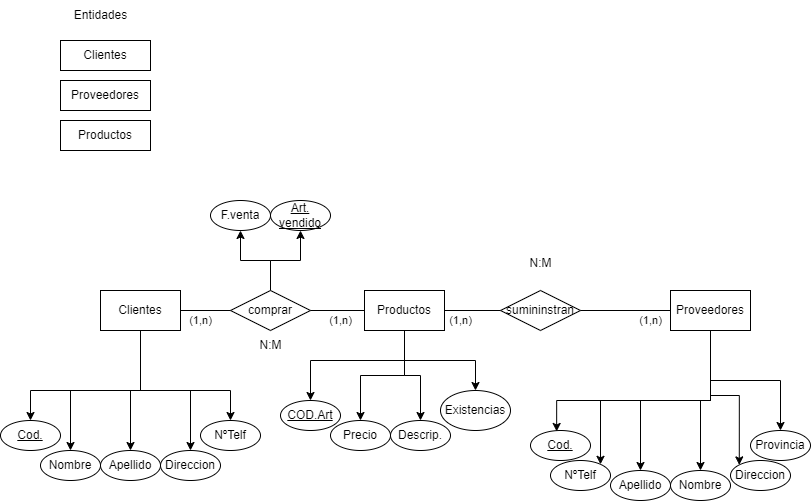 Entidades
Clientes
Proveedores
Productos
F.venta
Art.
vendido
N:M
Clientes
comprar
Productos
sumininstran
Proveedores
(1,n)
(1,n)
(1,n)
(1,n)
N:M
Cod.
Nombre
Apellido
Direccion
NºTelf
COD.Art
Precio
Descrip.
Existencias
Cod.
NºTelf
Apellido
Nombre
Direccion
Provincia